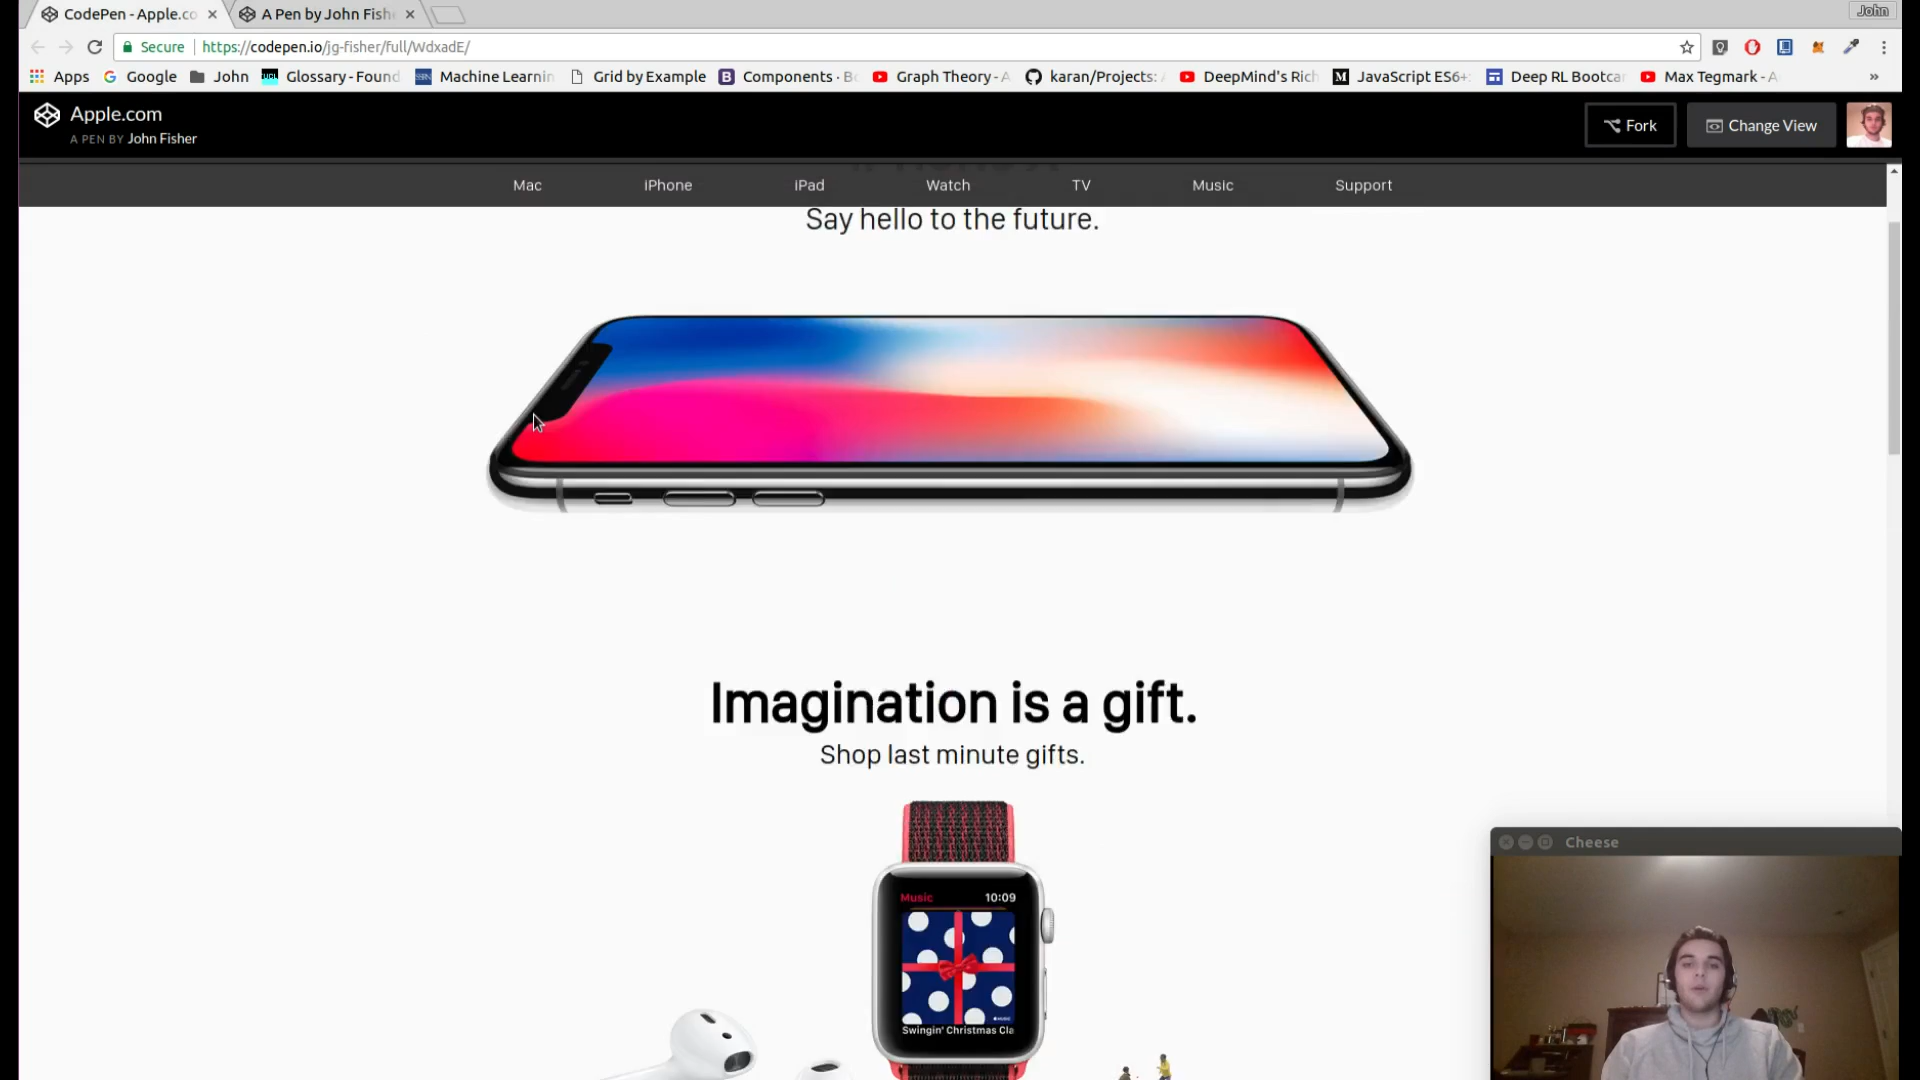 CodePen - Apple.co
A Pen by John Fish
John
Secure
https://codepen.io/jg-fisher/full/WdxadE/
Apps Google John Glossary - Found Machine Learnin Grid by Example Components · B YouTube Graph Theory - A karan/Projects: DeepMind's Rich JavaScript ES6+: Deep RL Bootca Max Tegmark - A »
Apple.com
A PEN BY John Fisher
Fork
Change View
Mac iPhone iPad Watch TV Music Support
Say hello to the future.
Imagination is a gift.
Shop last minute gifts.
Music 10:09
Swingin' Christmas Cla
Cheese